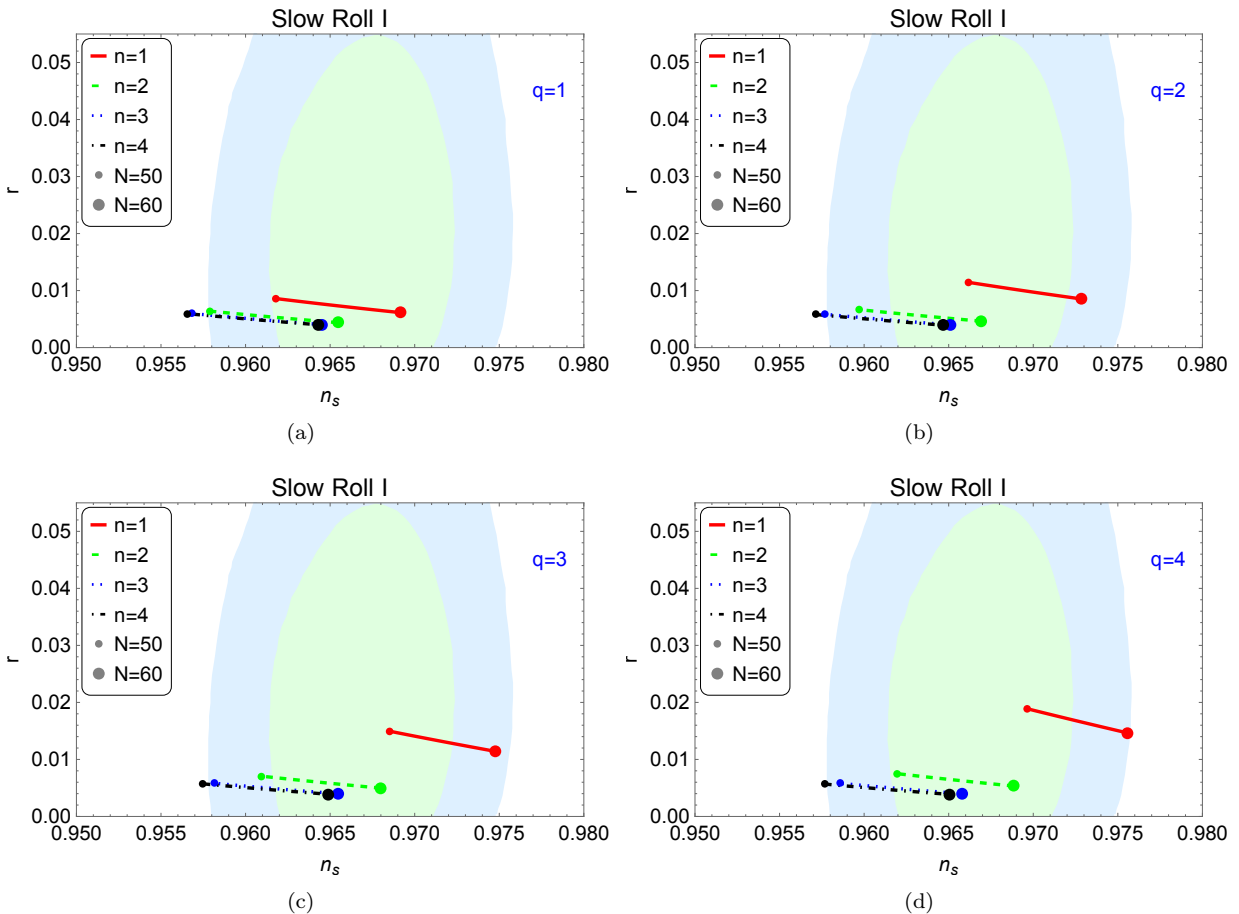 Slow Roll I
n=1
n=2
n=3
n=4
N=50
N=60
q=1
r
0.05
0.04
0.03
0.02
0.01
0.00
0.950 0.955 0.960 0.965 0.970 0.975 0.980
n_s
(a)
Slow Roll I
n=1
n=2
n=3
n=4
N=50
N=60
q=2
r
0.05
0.04
0.03
0.02
0.01
0.00
0.950 0.955 0.960 0.965 0.970 0.975 0.980
n_s
(b)
Slow Roll I
n=1
n=2
n=3
n=4
N=50
N=60
q=3
r
0.05
0.04
0.03
0.02
0.01
0.00
0.950 0.955 0.960 0.965 0.970 0.975 0.980
n_s
(c)
Slow Roll I
n=1
n=2
n=3
n=4
N=50
N=60
q=4
r
0.05
0.04
0.03
0.02
0.01
0.00
0.950 0.955 0.960 0.965 0.970 0.975 0.980
n_s
(d)